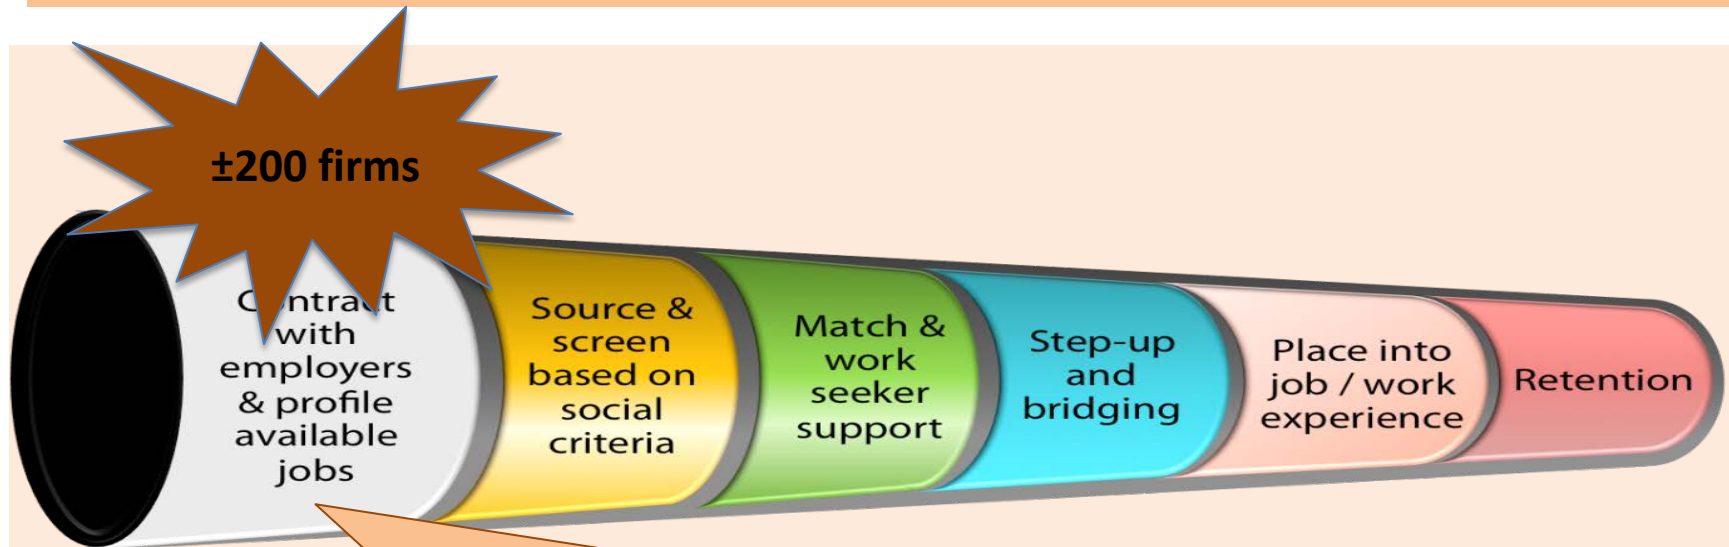 ±200 firms
Contract
with
employers
& profile
available
jobs
Source &
screen
based on
social
criteria
Match &
work
seeker
support
Step-up
and
bridging
Place into
job / work
experience
Retention